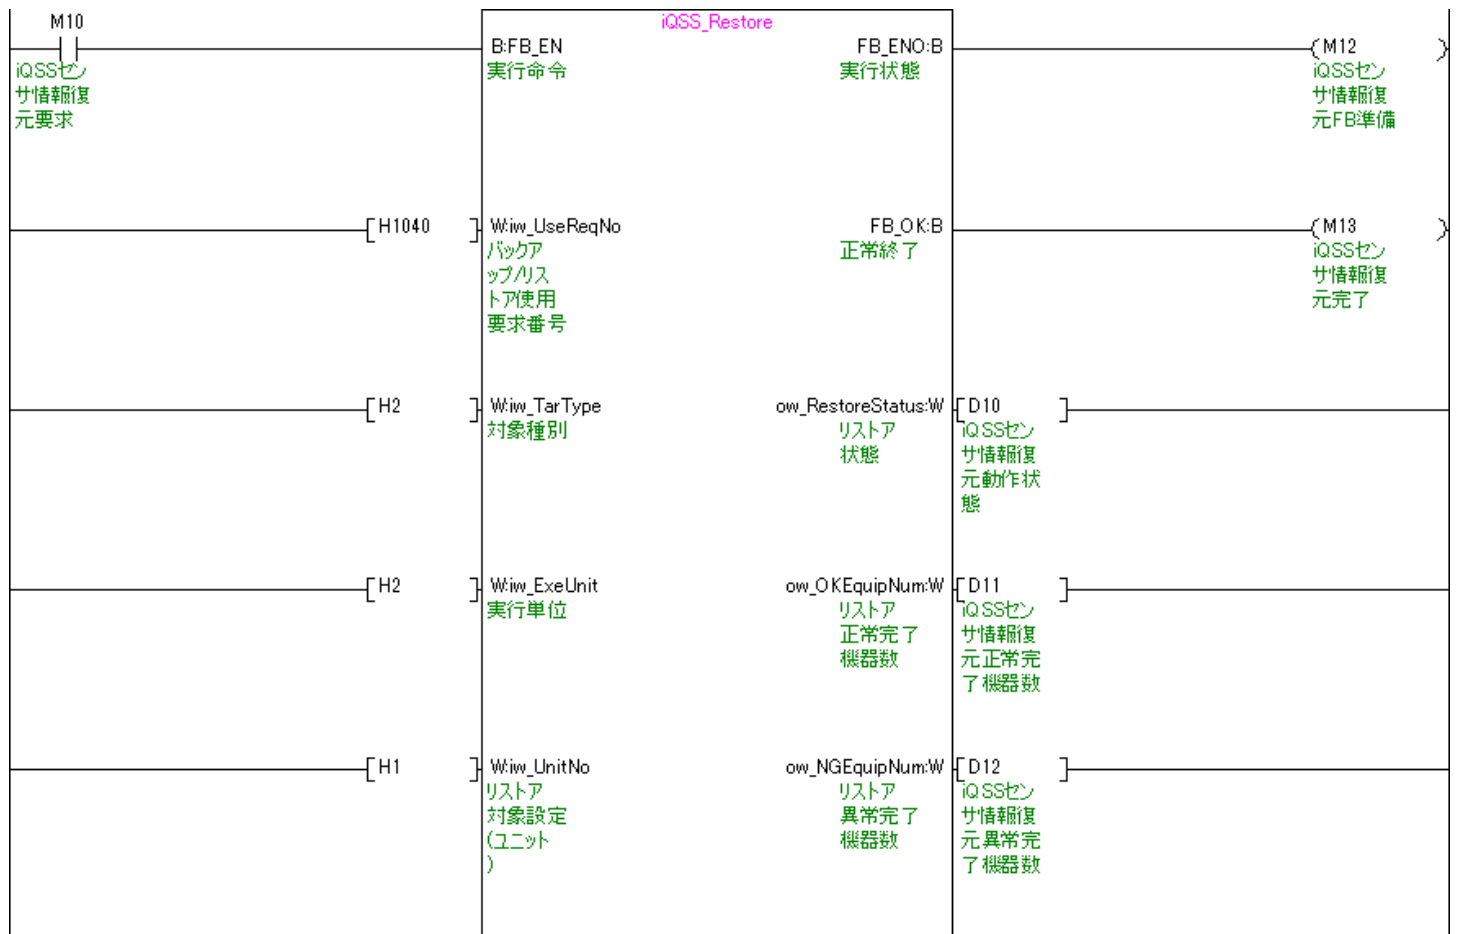 iQSS_Restore
M10
iQSSセン
サ情報復
元要求
B:FB_EN
実行命令
FB_ENO:B
実行状態
M12
iQSSセン
サ情報復
元FB準備
H1040
W:iw_UseReqNo
バックア
ップ/リス
トア使用
要求番号
FB_OK:B
正常終了
M13
iQSSセン
サ情報復
元完了
H2
W:iw_TarType
対象種別
ow_RestoreStatus:W
リストア
状態
D10
iQSSセン
サ情報復
元動作状
態
H2
W:iw_ExeUnit
実行単位
ow_OKEquipNum:W
リストア
正常完了
機器数
D11
iQSSセン
サ情報復
元正常完
了機器数
H1
W:iw_UnitNo
リストア
対象設定
(ユニット
)
ow_NGEquipNum:W
リストア
異常完了
機器数
D12
iQSSセン
サ情報復
元異常完
了機器数